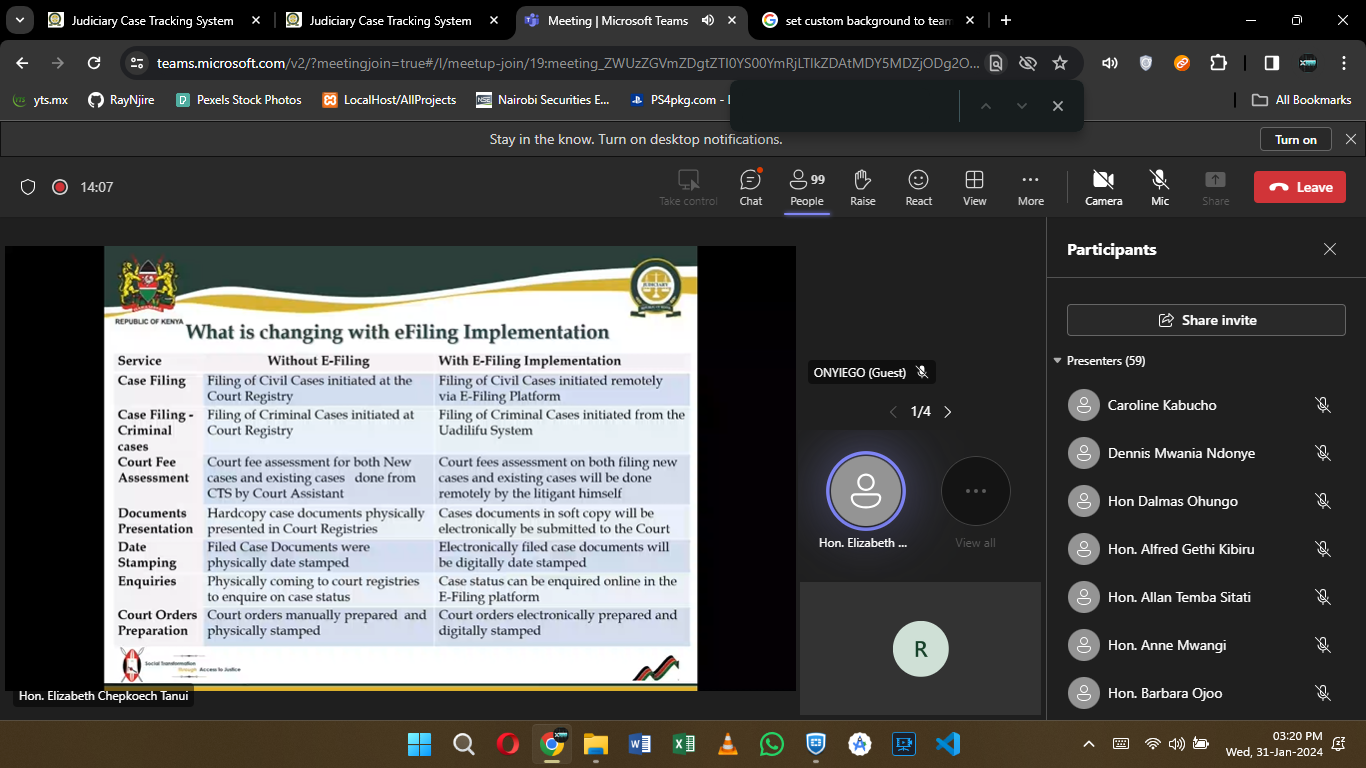 Judiciary Case Tracking System
Judiciary Case Tracking System
Meeting | Microsoft Teams
set custom background to team
teams.microsoft.com/v2/?meetingjoin=true#/l/meetup-join/19:meeting_ZWUzZGVmZDgtZTI0YS00YmRjLTlkZDAtMDY5MDZjODg2O...
yts.mx
RayNjire
Pexels Stock Photos
LocalHost/AllProjects
Nairobi Securities E...
PS4pkg.com -
All Bookmarks
Stay in the know. Turn on desktop notifications.
Turn on
14:07
Take control
Chat
99
People
Raise
React
View
More
Camera
Mic
Share
Leave
REPUBLIC OF KENYA
JUDICIARY
What is changing with eFiling Implementation
Service Without E-Filing With E-Filing Implementation
Case Filing
Filing of Civil Cases initiated at the
Court Registry
Filing of Civil Cases initiated remotely
via E-Filing Platform
Case Filing -
Criminal
cases
Filing of Criminal Cases initiated at
Court Registry
Filing of Criminal Cases initiated from the
Uadilifu System
Court Fee
Assessment
Court fee assessment for both New
cases and existing cases done from
CTS by Court Assistant
Court fees assessment on both filing new
cases and existing cases will be done
remotely by the litigant himself
Documents
Presentation
Hardcopy case documents physically
presented in Court Registries
Cases documents in soft copy will be
electronically be submitted to the Court
Date
Stamping
Filed Case Documents were
physically date stamped
Electronically filed case documents will
be digitally date stamped
Enquiries
Physically coming to court registries
to enquire on case status
Case status can be enquired online in the
E-Filing platform
Court Orders
Preparation
Court orders manually prepared and
physically stamped
Court orders electronically prepared and
digitally stamped
Social Transformation
through Access to Justice
Hon. Elizabeth Chepkoech Tanui
ONYIEGO (Guest)
1/4
Hon. Elizabeth ...
View all
R
Participants
Share invite
Presenters (59)
Caroline Kabucho
Dennis Mwania Ndonye
Hon Dalmas Ohungo
Hon. Alfred Gethi Kibiru
Hon. Allan Temba Sitati
Hon. Anne Mwangi
Hon. Barbara Ojoo
03:20 PM
Wed, 31-Jan-2024